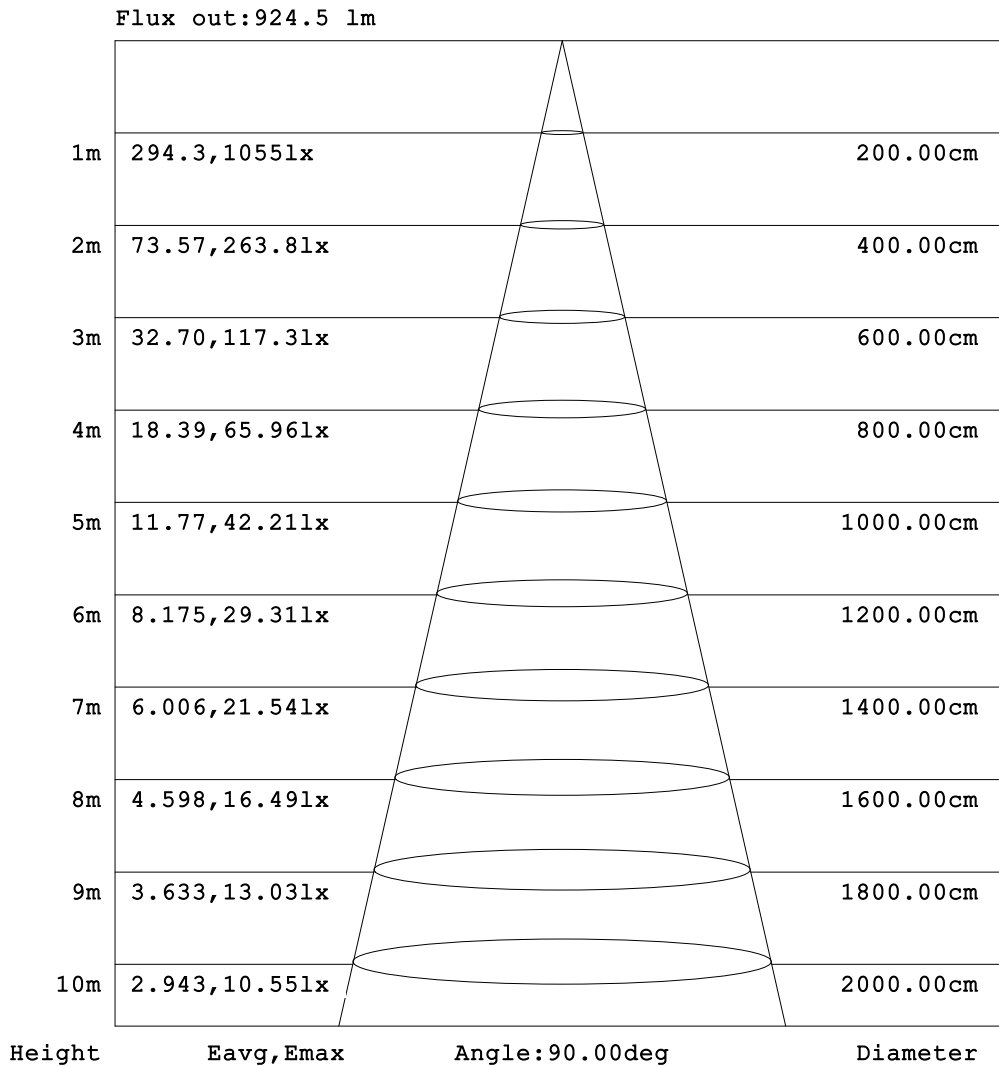 Flux out:924.5 lm
1m 294.3,1055lx 200.00cm
2m 73.57,263.8lx 400.00cm
3m 32.70,117.3lx 600.00cm
4m 18.39,65.96lx 800.00cm
5m 11.77,42.21lx 1000.00cm
6m 8.175,29.31lx 1200.00cm
7m 6.006,21.54lx 1400.00cm
8m 4.598,16.49lx 1600.00cm
9m 3.633,13.03lx 1800.00cm
10m 2.943,10.55lx 2000.00cm
Height Eavg,Emax Angle:90.00deg Diameter